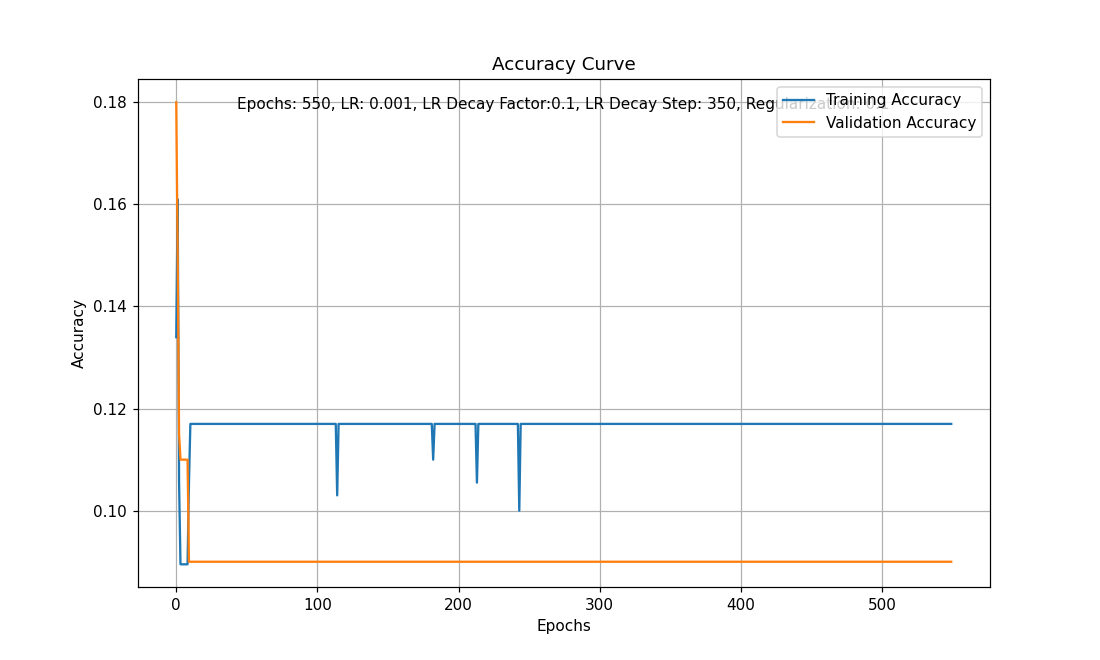 Accuracy Curve
Epochs: 550, LR: 0.001, LR Decay Factor:0.1, LR Decay Step: 350, Regularization:
Training Accuracy
Validation Accuracy
Accuracy
0.18
0.16
0.14
0.12
0.10
0 100 200 300 400 500
Epochs